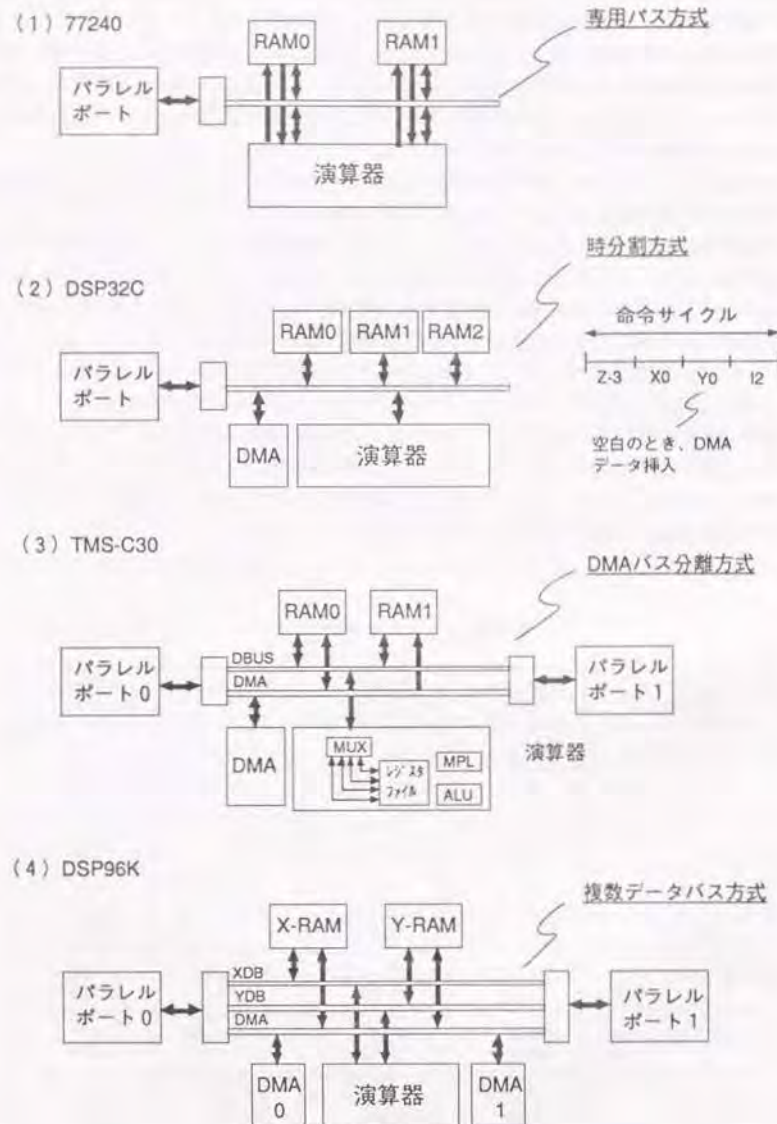 (1) 77240
専用バス方式
RAM0
RAM1
パラレル
ポート
演算器
(2) DSP32C
時分割方式
命令サイクル
RAM0
RAM1
RAM2
パラレル
ポート
Z-3
X0
Y0
I2
DMA
演算器
空白のとき、DMA
データ挿入
(3) TMS-C30
DMAバス分離方式
RAM0
RAM1
パラレル
ポート0
DBUS
DMA
パラレル
ポート1
DMA
MUX
レジスタ
ファイル
MPL
ALU
演算器
(4) DSP96K
複数データバス方式
X-RAM
Y-RAM
パラレル
ポート0
XDB
YDB
DMA
パラレル
ポート1
DMA
0
演算器
DMA
1